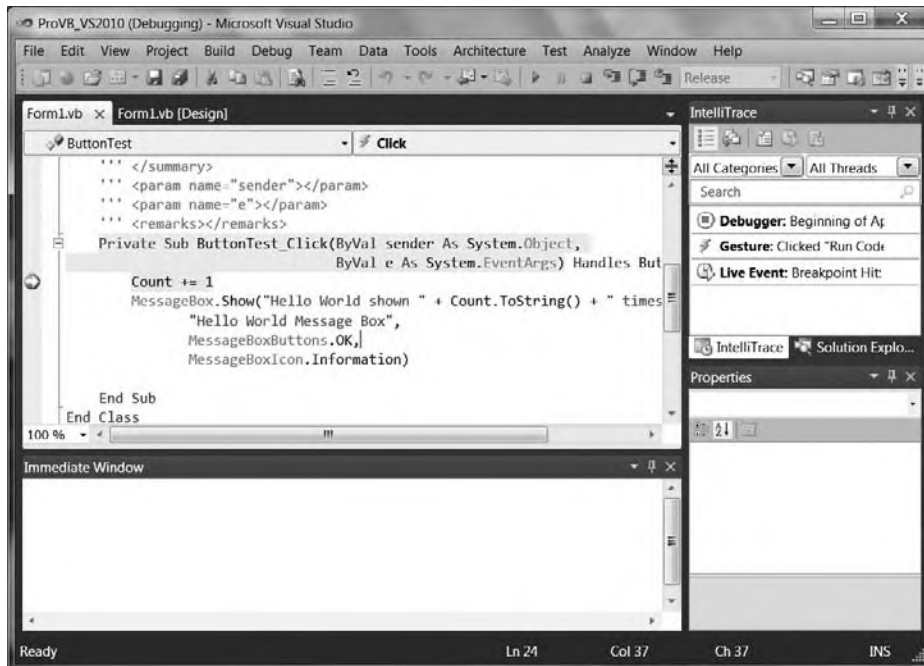 ProVB_VS2010 (Debugging) - Microsoft Visual Studio
File Edit View Project Build Debug Team Data Tools Architecture Test Analyze Window Help
Release
Form1.vb Form1.vb [Design]
ButtonTest Click
''' </summary>
''' <param name="sender"></param>
''' <param name="e"></param>
''' <remarks></remarks>
Private Sub ButtonTest_Click(ByVal sender As System.Object,
ByVal e As System.EventArgs) Handles But
Count += 1
MessageBox.Show("Hello World shown " + Count.ToString() + " times
"Hello World Message Box",
MessageBoxButtons.OK,
MessageBoxIcon.Information)
End Sub
End Class
100 %
Immediate Window
IntelliTrace
All Categories All Threads
Search
Debugger: Beginning of Ap
Gesture: Clicked "Run Code
Live Event: Breakpoint Hit:
IntelliTrace Solution Explo...
Properties
Ready Ln 24 Col 37 Ch 37 INS